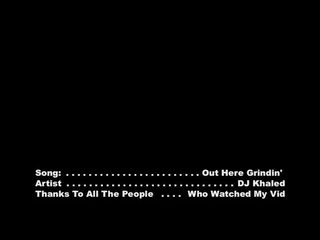 Song: . . . . . . . . . . . . . . . . . . . . . . . . Out Here Grindin'
Artist . . . . . . . . . . . . . . . . . . . . . . . . . . . . . . DJ Khaled
Thanks To All The People . . . . Who Watched My Vid